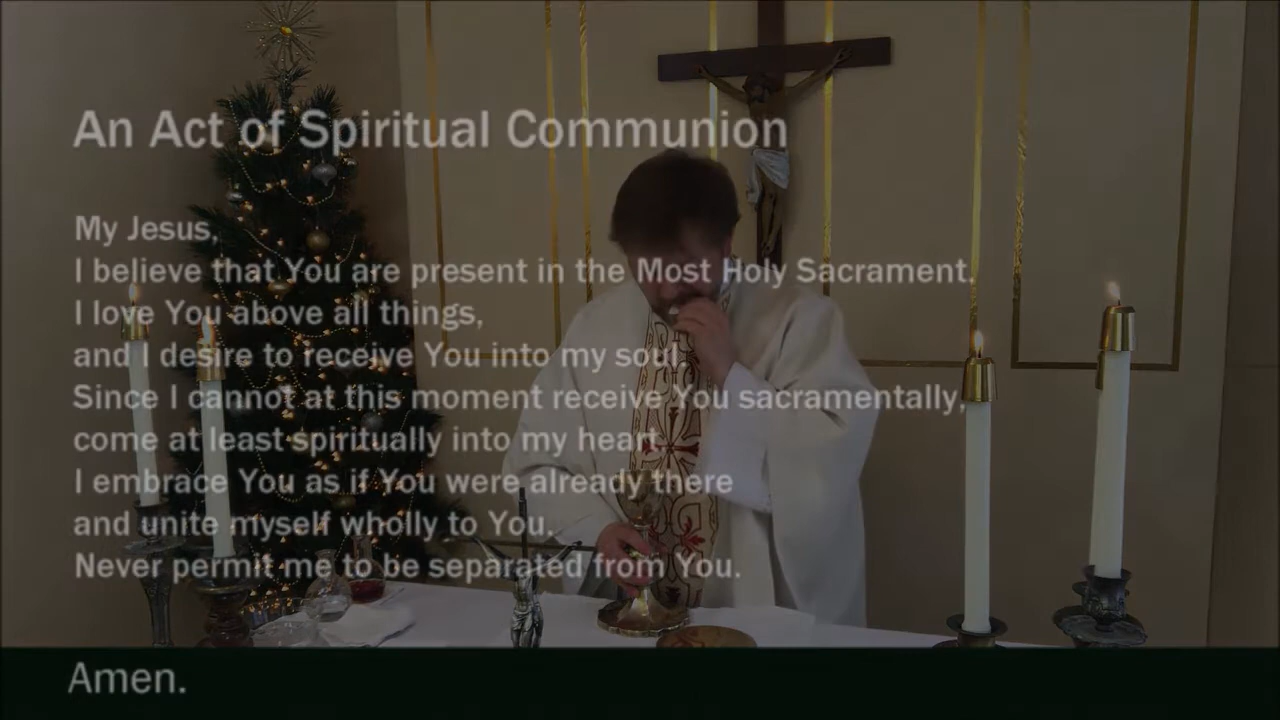 An Act of Spiritual Communion
My Jesus,
I believe that You are present in the Most Holy Sacrament.
I love You above all things,
and I desire to receive You into my soul
Since I cannot at this moment receive You sacramentally,
come at least spiritually into my heart.
I embrace You as if You were already there
and unite myself wholly to You.
Never permit me to be separated from You.
Amen.